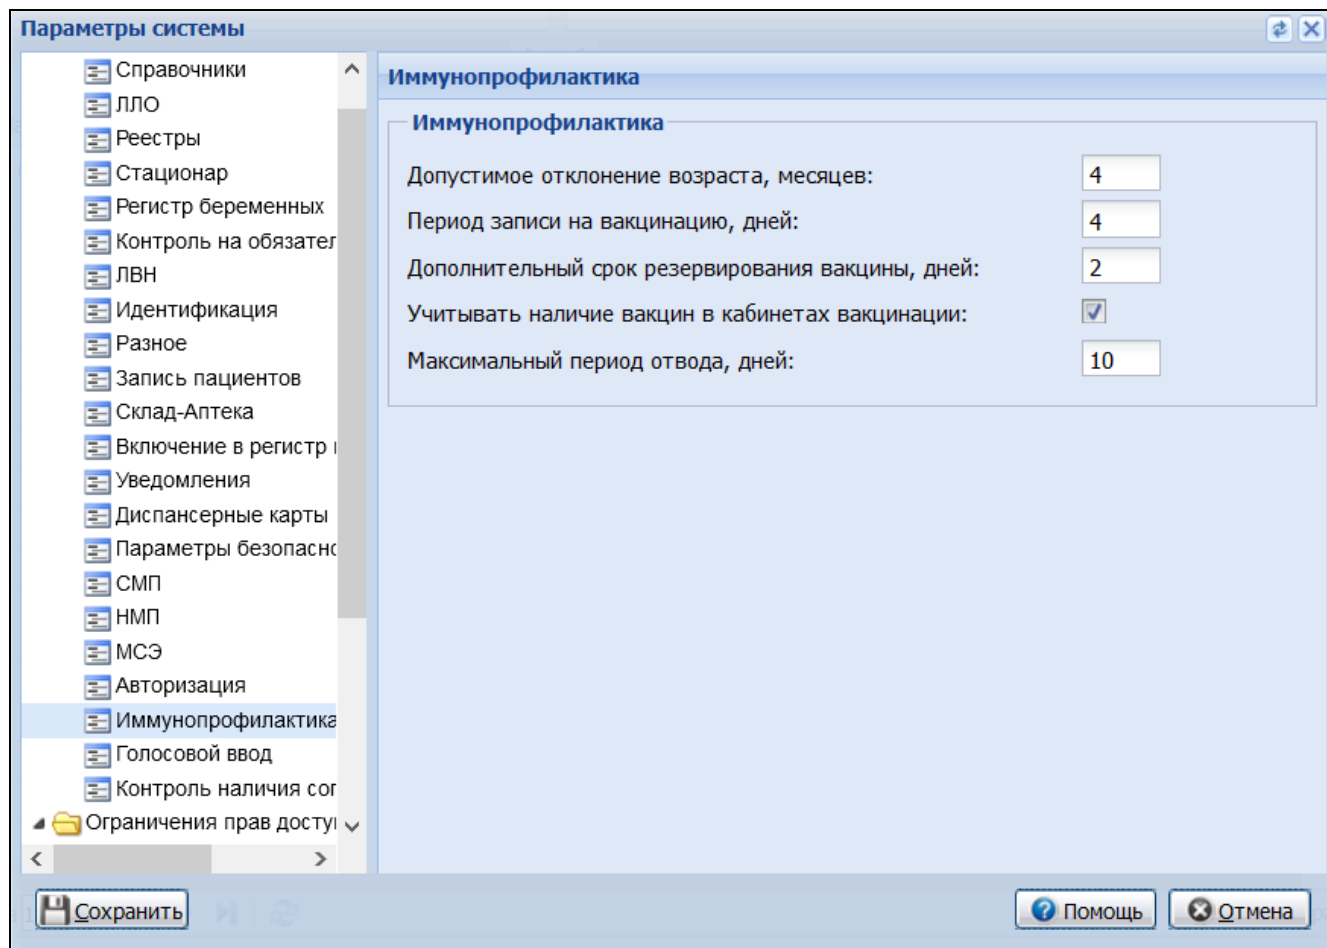 Параметры системы
Справочники
ЛЛО
Реестры
Стационар
Регистр беременных
Контроль на обязател
ЛВН
Идентификация
Разное
Запись пациентов
Склад-Аптека
Включение в регистр
Уведомления
Диспансерные карты
Параметры безопасно
СМП
НМП
МСЭ
Авторизация
Иммунопрофилактика
Голосовой ввод
Контроль наличия сог
Ограничения прав досту
Иммунопрофилактика
Иммунопрофилактика
Допустимое отклонение возраста, месяцев: 4
Период записи на вакцинацию, дней: 4
Дополнительный срок резервирования вакцины, дней: 2
Учитывать наличие вакцин в кабинетах вакцинации:
Максимальный период отвода, дней: 10
Сохранить
Помощь
Отмена